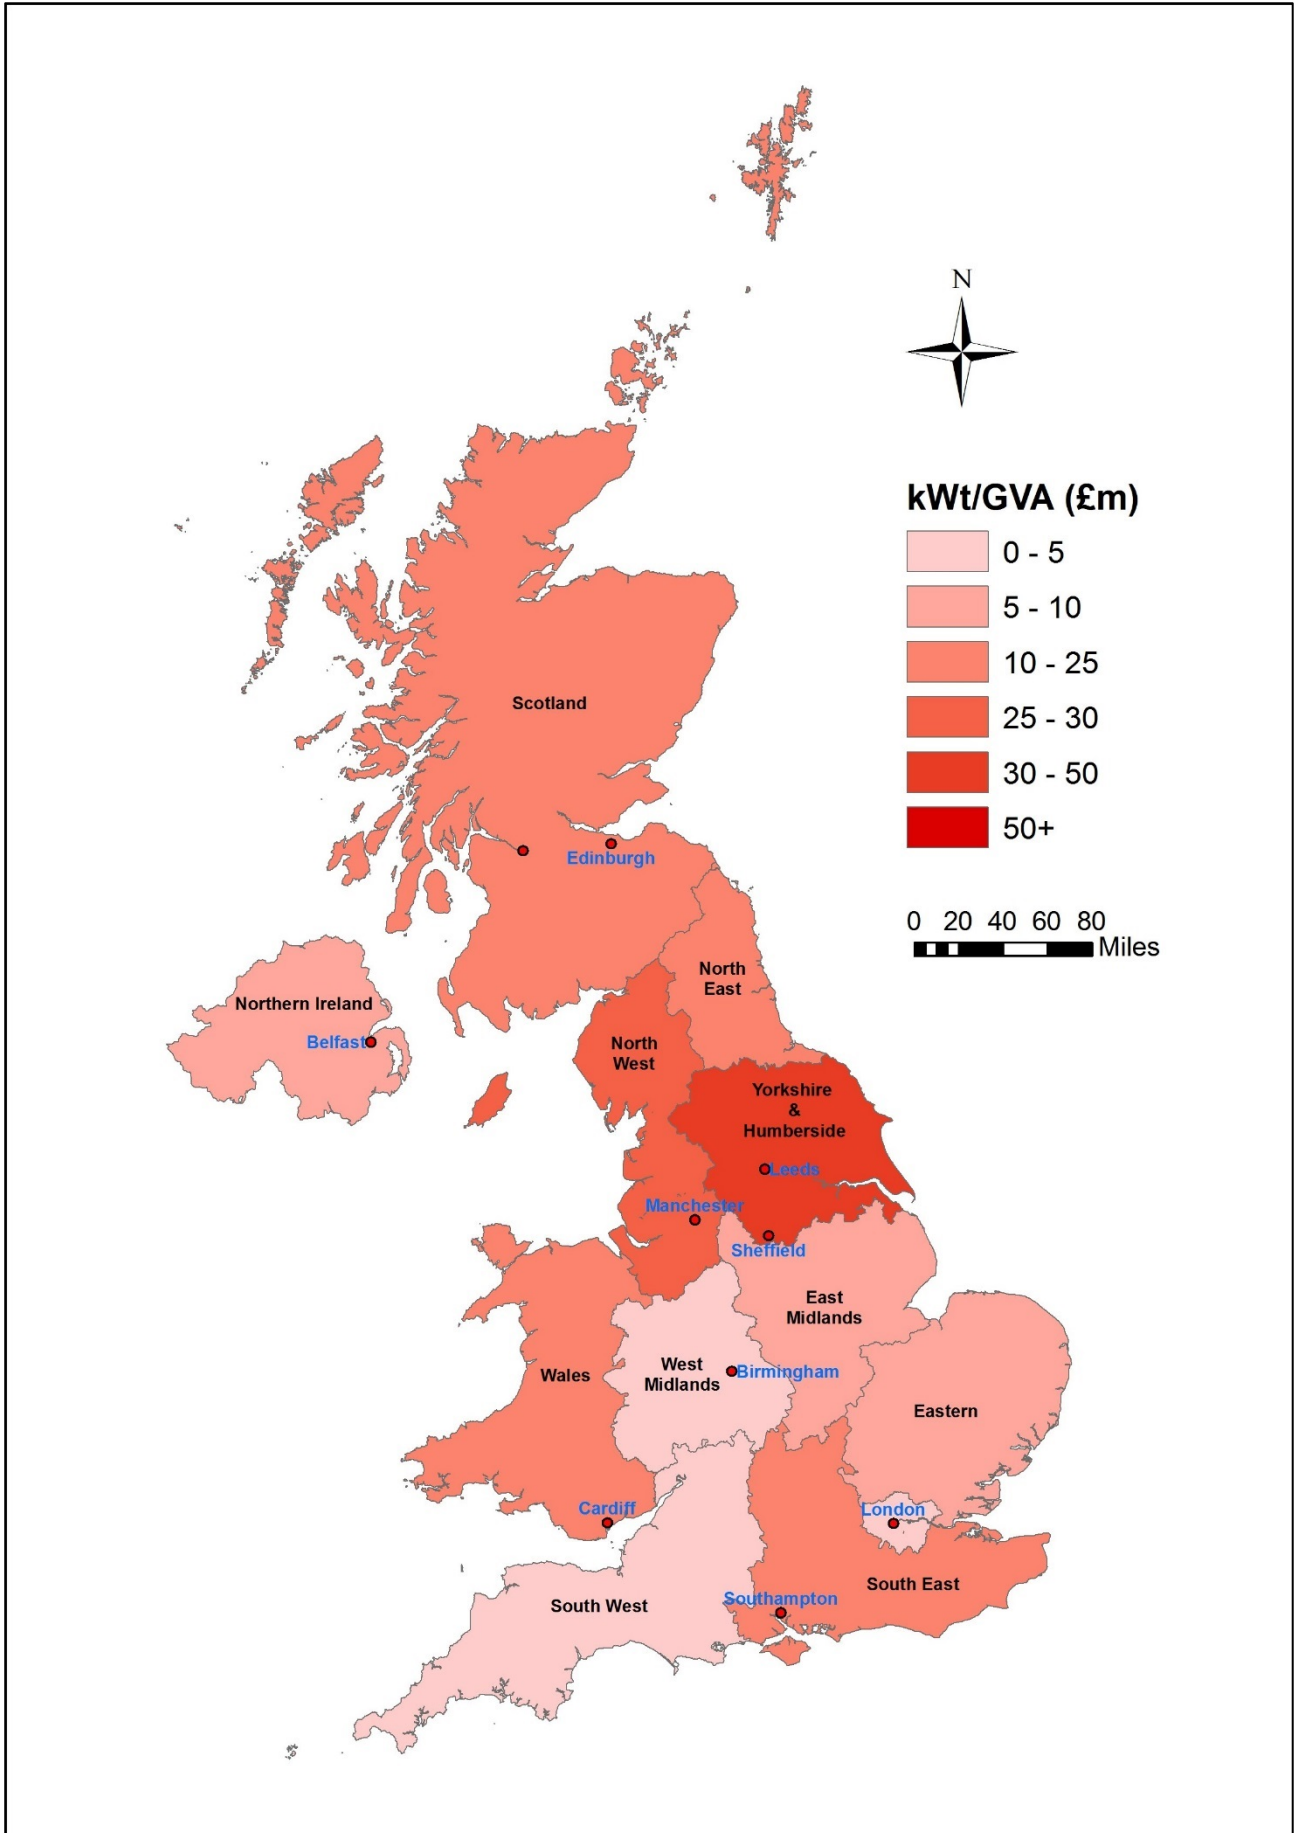 N
kWt/GVA (£m)
0 - 5
5 - 10
10 - 25
25 - 30
30 - 50
50+
0 20 40 60 80
Miles
Scotland
Edinburgh
North
East
Northern Ireland
Belfast
North
West
Yorkshire
&
Humberside
Leeds
Manchester
Sheffield
East
Midlands
West
Midlands
Birmingham
Wales
Eastern
Cardiff
London
South East
Southampton
South West